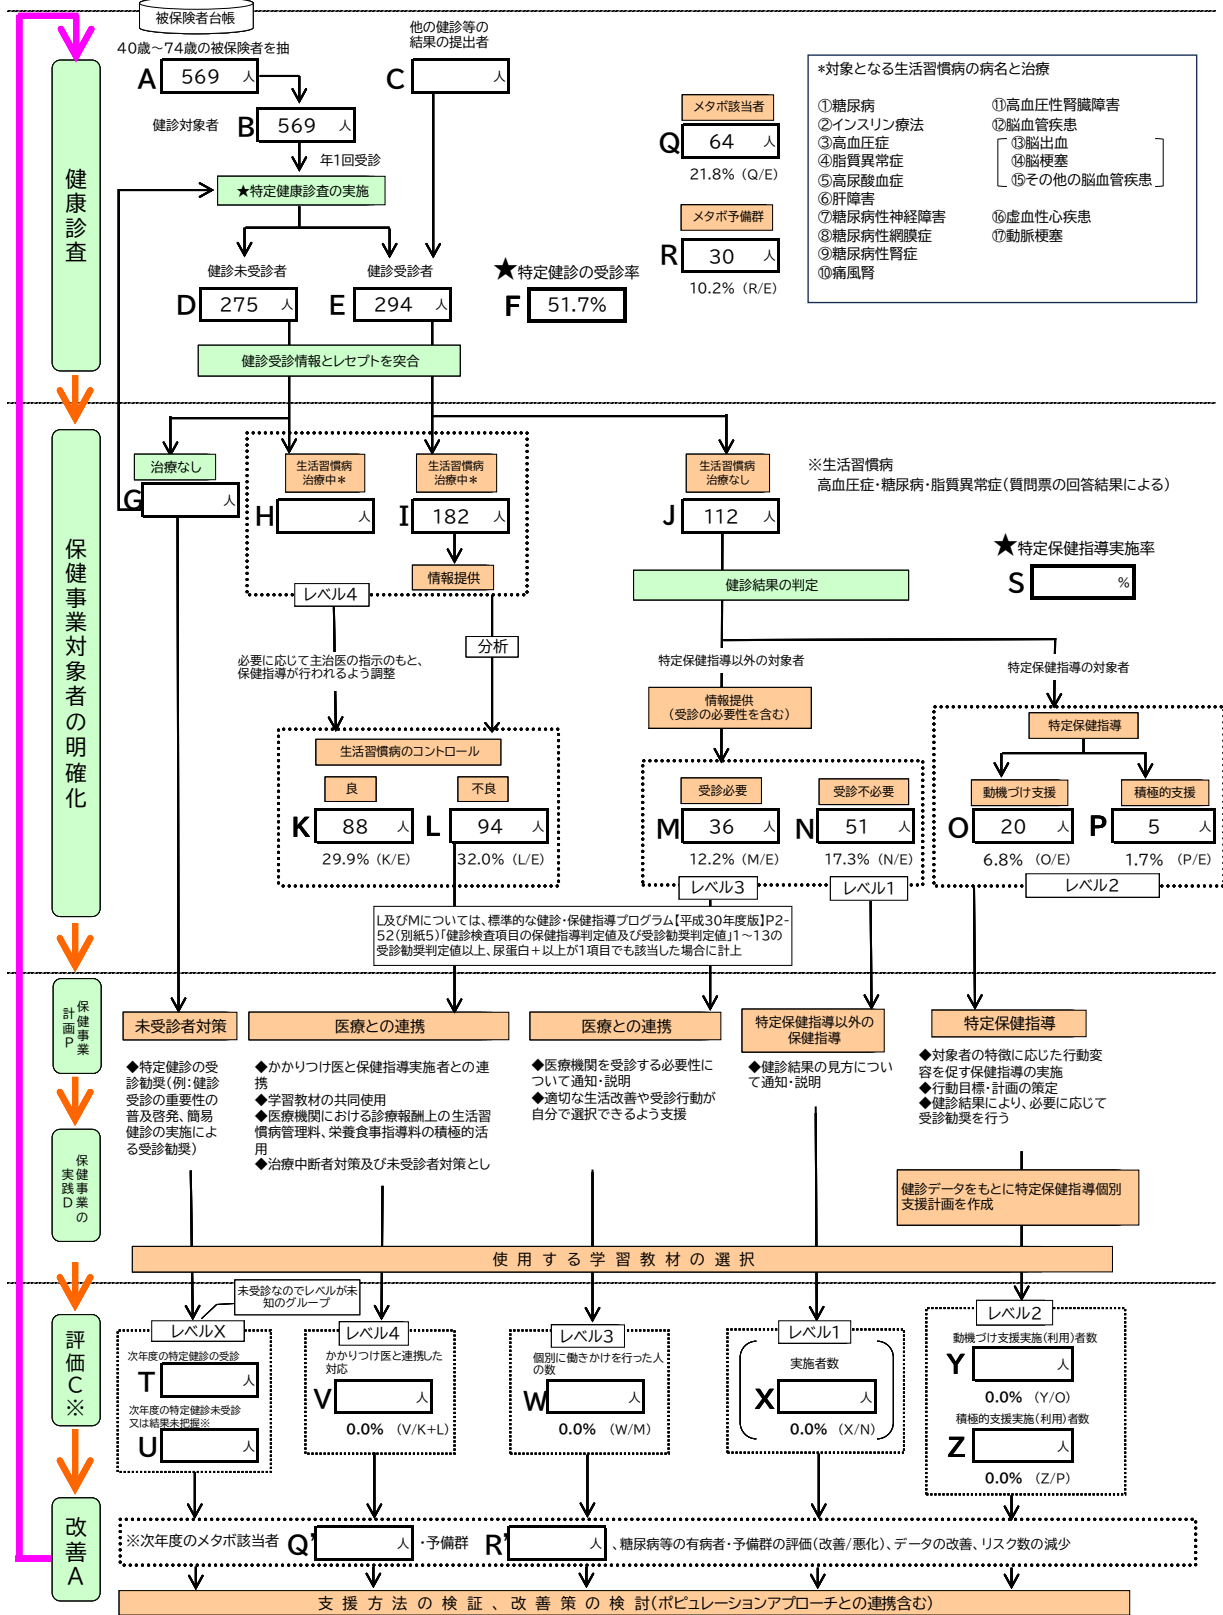 被保険者台帳
40歳～74歳の被保険者を抽
A 569 人
他の健診等の
結果の提出者
C 人
健診対象者 B 569 人
年1回受診
★特定健康診査の実施
健診未受診者
D 275 人
健診受診者
E 294 人
★特定健診の受診率
F 51.7%
健診受診情報とレセプトを突合
メタボ該当者
Q 64 人
21.8% (Q/E)
メタボ予備群
R 30 人
10.2% (R/E)
*対象となる生活習慣病の病名と治療
①糖尿病
②インスリン療法
③高血圧症
④脂質異常症
⑤高尿酸血症
⑥肝障害
⑦糖尿病性神経障害
⑧糖尿病性網膜症
⑨糖尿病性腎症
⑩痛風腎
⑪高血圧性腎臓障害
⑫脳血管疾患
⑬脳出血
⑭脳梗塞
⑮その他の脳血管疾患
⑯虚血性心疾患
⑰動脈梗塞
健康診査
保健事業対象者の明確化
治療なし
G 人
生活習慣病
治療中*
H 人
生活習慣病
治療中*
I 182 人
情報提供
レベル4
生活習慣病
治療なし
J 112 人
※生活習慣病
高血圧症・糖尿病・脂質異常症(質問票の回答結果による)
★特定保健指導実施率
S %
健診結果の判定
必要に応じて主治医の指示のもと、
保健指導が行われるよう調整
分析
特定保健指導以外の対象者
特定保健指導の対象者
情報提供
(受診の必要性を含む)
生活習慣病のコントロール
良
K 88 人
29.9% (K/E)
不良
L 94 人
32.0% (L/E)
受診必要
M 36 人
12.2% (M/E)
レベル3
受診不必要
N 51 人
17.3% (N/E)
レベル1
特定保健指導
動機づけ支援
O 20 人
6.8% (O/E)
積極的支援
P 5 人
1.7% (P/E)
レベル2
L及びMについては、標準的な健診・保健指導プログラム【平成30年度版】P2-
52(別紙5)「健診検査項目の保健指導判定値及び受診勧奨判定値」1～13の
受診勧奨判定値以上、尿蛋白＋以上が1項目でも該当した場合に計上
保健事業
計画P
保健事業の
実践D
未受診者対策
◆特定健診の受
診勧奨(例：健診
受診の重要性の
普及啓発、簡易
健診の実施によ
る受診勧奨)
医療との連携
◆かかりつけ医と保健指導実施者との連
携
◆学習教材の共同使用
◆医療機関における診療報酬上の生活習
慣病管理料、栄養食事指導料の積極的活
用
◆治療中断者対策及び未受診者対策とし
医療との連携
◆医療機関を受診する必要性に
ついて通知・説明
◆適切な生活改善や受診行動が
自分で選択できるよう支援
特定保健指導以外の
保健指導
◆健診結果の見方につい
て通知・説明
特定保健指導
◆対象者の特徴に応じた行動変
容を促す保健指導の実施
◆行動目標・計画の策定
◆健診結果により、必要に応じて
受診勧奨を行う
健診データをもとに特定保健指導個別
支援計画を作成
使用する学習教材の選択
評価C※
未受診なのでレベルが未
知のグループ
レベルX
次年度の特定健診の受診
T 人
次年度の特定健診未受診
又は結果未把握※
U 人
レベル4
かかりつけ医と連携した
対応
V 人
0.0% (V/K+L)
レベル3
個別に働きかけを行った人
の数
W 人
0.0% (W/M)
レベル1
実施者数
X 人
0.0% (X/N)
レベル2
動機づけ支援実施(利用)者数
Y 人
0.0% (Y/O)
積極的支援実施(利用)者数
Z 人
0.0% (Z/P)
改善A
※次年度のメタボ該当者 Q' 人 ・予備群 R' 人 、糖尿病等の有病者・予備群の評価(改善/悪化)、データの改善、リスク数の減少
支援方法の検証、改善策の検討(ポピュレーションアプローチとの連携含む)